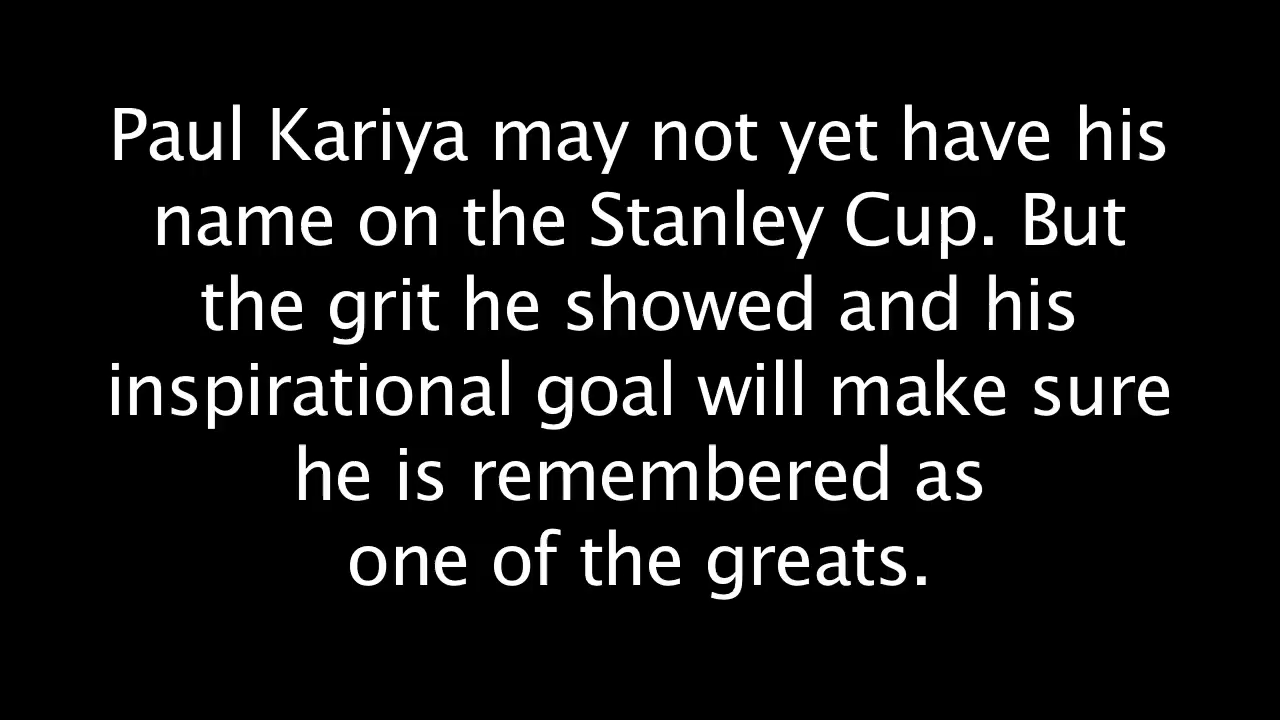 Paul Kariya may not yet have his
name on the Stanley Cup. But
the grit he showed and his
inspirational goal will make sure
he is remembered as
one of the greats.